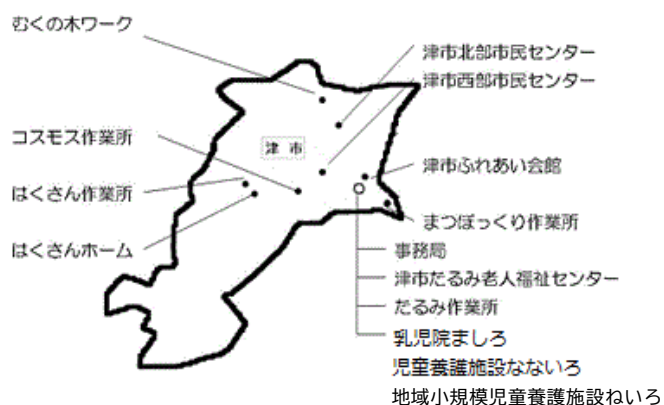 むくの木ワーク
津市北部市民センター
津市西部市民センター
コスモス作業所
津市
津市ふれあい会館
はくさん作業所
まつぼっくり作業所
はくさんホーム
事務局
津市たるみ老人福祉センター
たるみ作業所
乳児院ましろ
児童養護施設なないろ
地域小規模児童養護施設ねいろ